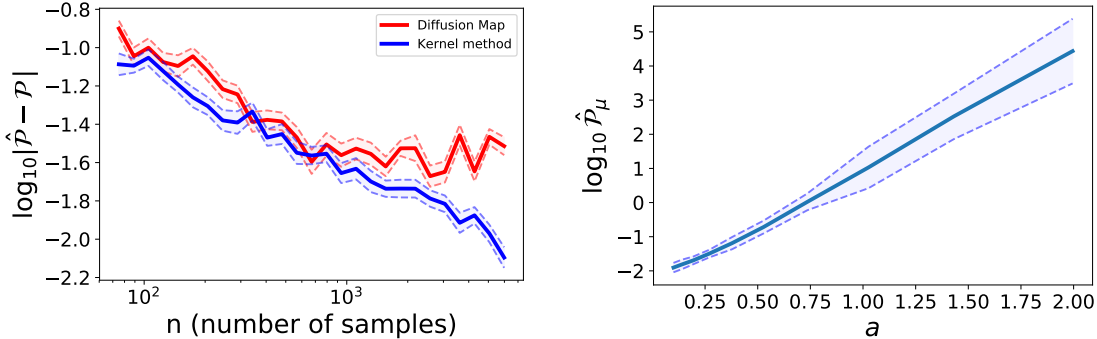 −0.8
−1.0
−1.2
−1.4
−1.6
−1.8
−2.0
−2.2
log₁₀|𝒫̂ − 𝒫|
Diffusion Map
Kernel method
10² 10³
n (number of samples)
5
4
3
2
1
0
−1
−2
log₁₀ 𝒫̂_μ
0.25 0.50 0.75 1.00 1.25 1.50 1.75 2.00
a